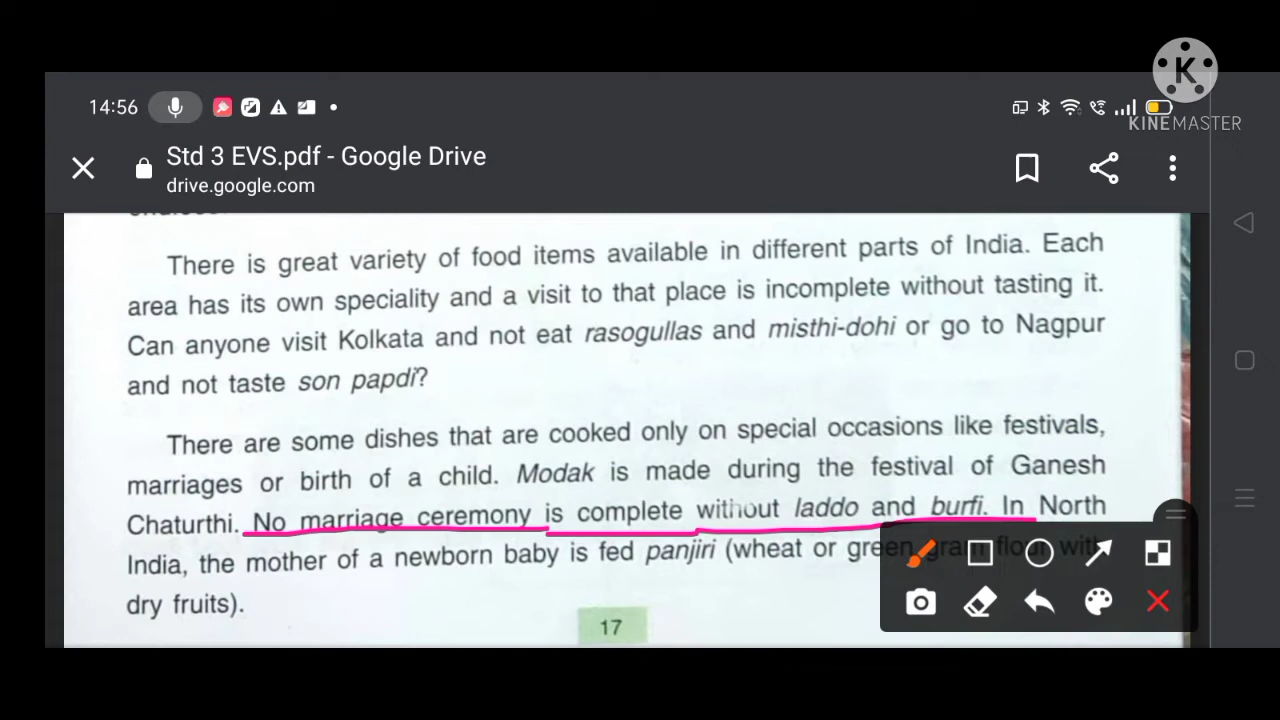 KINEMASTER
14:56
Std 3 EVS.pdf - Google Drive
drive.google.com
There is great variety of food items available in different parts of India. Each
area has its own speciality and a visit to that place is incomplete without tasting it.
Can anyone visit Kolkata and not eat rasogullas and misthi-dohi or go to Nagpur
and not taste son papdi?
There are some dishes that are cooked only on special occasions like festivals,
marriages or birth of a child. Modak is made during the festival of Ganesh
Chaturthi. No marriage ceremony is complete without laddo and burfi. In North
India, the mother of a newborn baby is fed panjiri (wheat or green gram flour with
dry fruits).
17